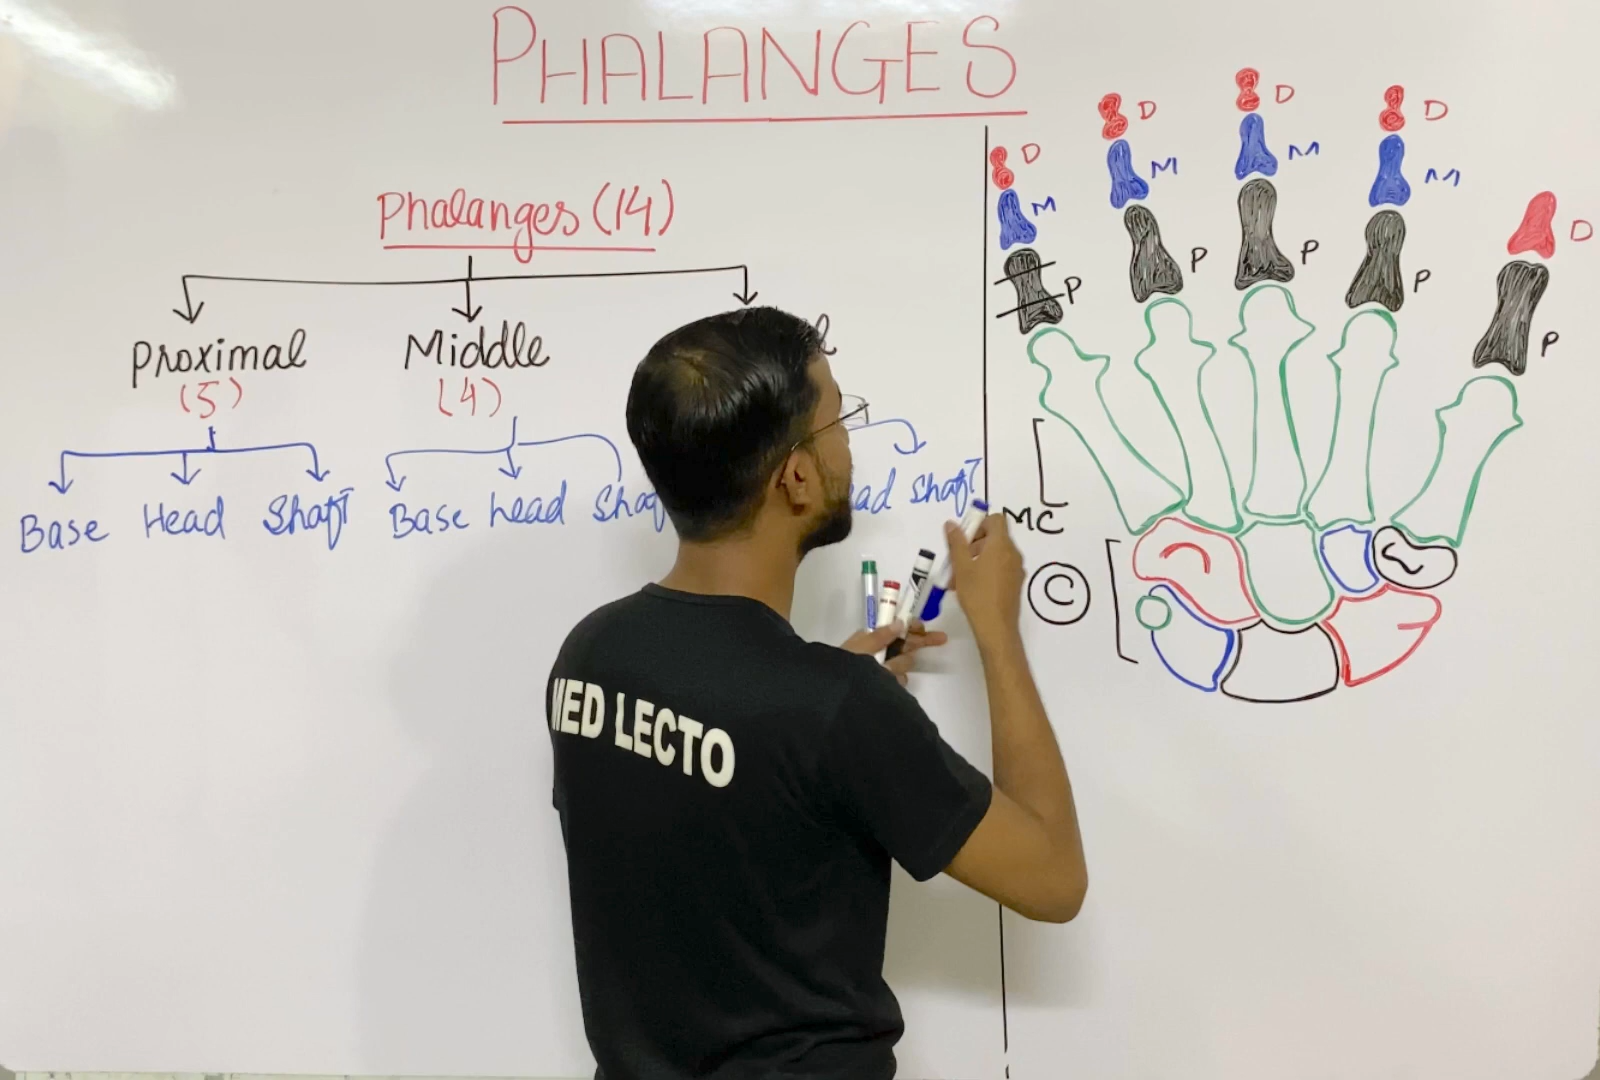 PHALANGES
Phalanges (14)
Proximal
(5)
Middle
(4)
Base Head Shaft
Base head
Shaft
D
M
P
D
M
P
D
M
P
D
M
P
D
P
MC
C
MED LECTO